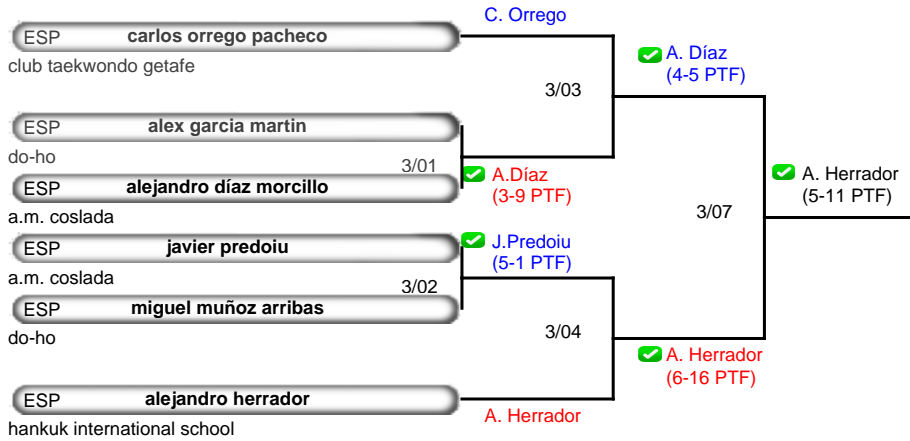 C. Orrego
ESP carlos orrego pacheco
club taekwondo getafe
A. Díaz
(4-5 PTF)
3/03
ESP alex garcia martin
do-ho
3/01
ESP alejandro díaz morcillo
a.m. coslada
A.Díaz
(3-9 PTF)
A. Herrador
(5-11 PTF)
3/07
ESP javier predoiu
a.m. coslada
J.Predoiu
(5-1 PTF)
3/02
ESP miguel muñoz arribas
do-ho
3/04
A. Herrador
(6-16 PTF)
ESP alejandro herrador
hankuk international school
A. Herrador